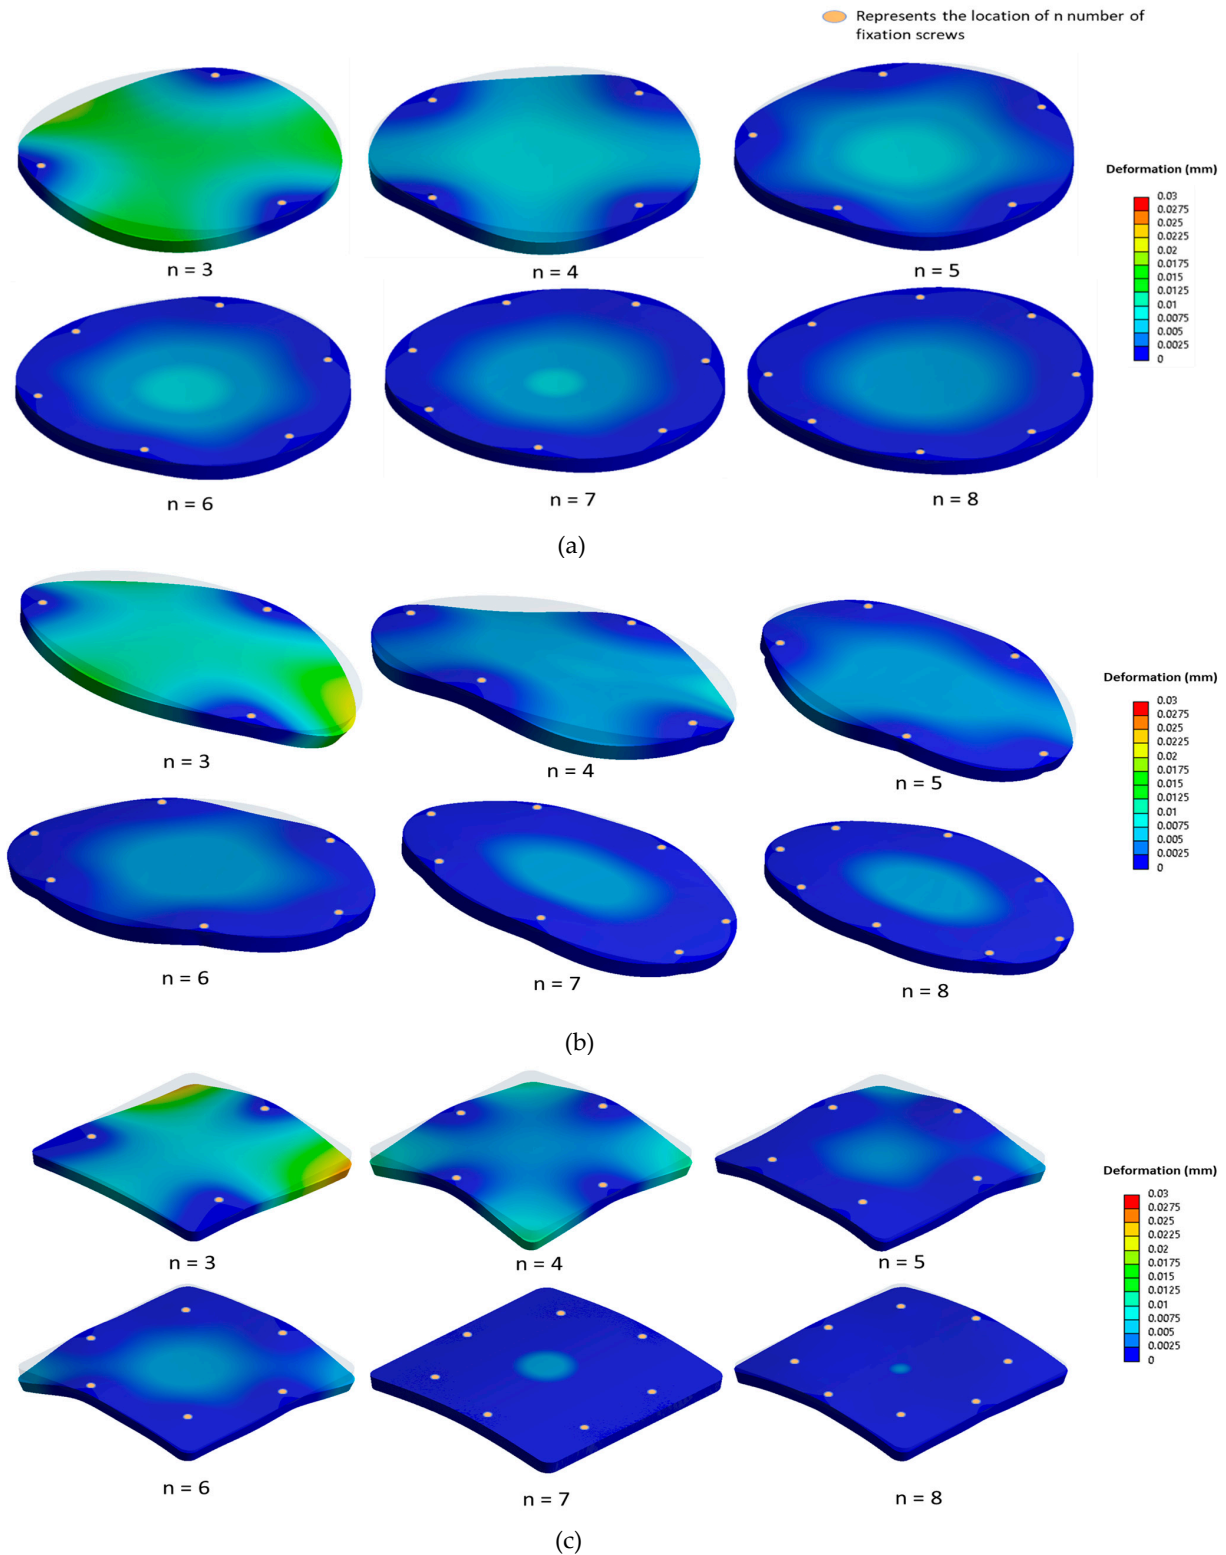 Represents the location of n number of
fixation screws
n = 3
n = 4
n = 5
Deformation (mm)
0.03
0.0275
0.025
0.0225
0.02
0.0175
0.015
0.0125
0.01
0.0075
0.005
0.0025
0
n = 6
n = 7
n = 8
(a)
n = 3
n = 4
n = 5
Deformation (mm)
0.03
0.0275
0.025
0.0225
0.02
0.0175
0.015
0.0125
0.01
0.0075
0.005
0.0025
0
n = 6
n = 7
n = 8
(b)
n = 3
n = 4
n = 5
Deformation (mm)
0.03
0.0275
0.025
0.0225
0.02
0.0175
0.015
0.0125
0.01
0.0075
0.005
0.0025
0
n = 6
n = 7
n = 8
(c)